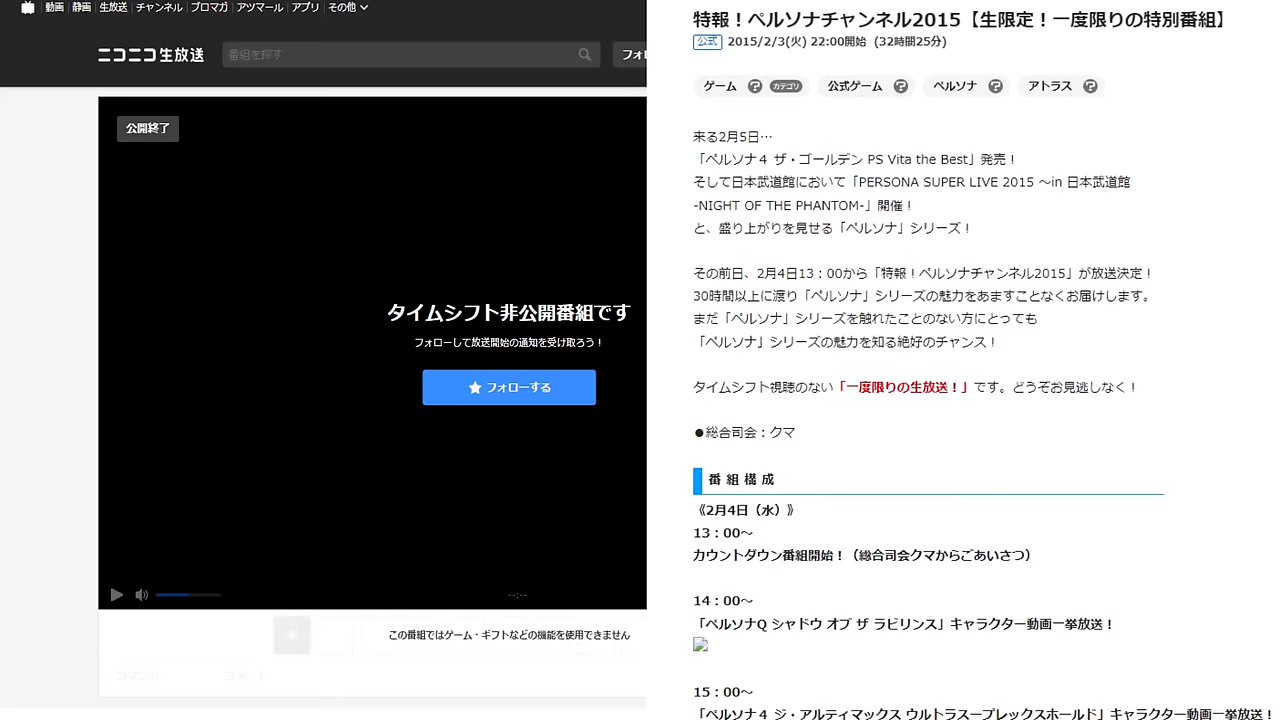 動画 静画 生放送 チャンネル ブロマガ アツマール アプリ その他
ニコニコ生放送 番組を探す フォロ
公開終了
タイムシフト非公開番組です
フォローして放送開始の通知を受け取ろう！
フォローする
--:--
この番組ではゲーム・ギフトなどの機能を使用できません
特報！ペルソナチャンネル2015【生限定！一度限りの特別番組】
公式 2015/2/3(火) 22:00開始 (32時間25分)
ゲーム ? カテゴリ 公式ゲーム ? ペルソナ ? アトラス ?
来る2月5日…
「ペルソナ４ ザ・ゴールデン PS Vita the Best」発売！
そして日本武道館において「PERSONA SUPER LIVE 2015 ～in 日本武道館
-NIGHT OF THE PHANTOM-」開催！
と、盛り上がりを見せる「ペルソナ」シリーズ！
その前日、2月4日13：00から「特報！ペルソナチャンネル2015」が放送決定！
30時間以上に渡り「ペルソナ」シリーズの魅力をあますことなくお届けします。
まだ「ペルソナ」シリーズを触れたことのない方にとっても
「ペルソナ」シリーズの魅力を知る絶好のチャンス！
タイムシフト視聴のない「一度限りの生放送！」です。どうぞお見逃しなく！
●総合司会：クマ
番組構成
《2月4日（水）》
13：00～
カウントダウン番組開始！（総合司会クマからごあいさつ）
14：00～
「ペルソナQ シャドウ オブ ザ ラビリンス」キャラクター動画一挙放送！
15：00～
「ペルソナ４ ジ・アルティマックス ウルトラスープレックスホールド」キャラクター動画一挙放送！